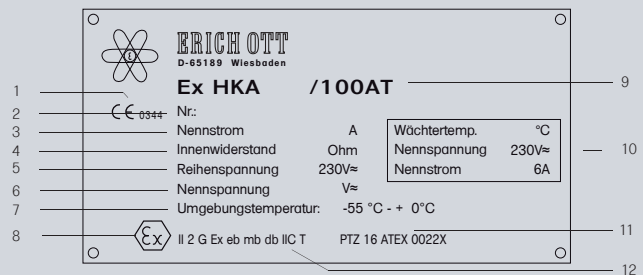 ERICH OTT
D-65189 Wiesbaden
Ex HKA /100AT
9
1
CE 0344
2
Nr.:
3
Nennstrom A
4
Innenwiderstand Ohm
5
Reihenspannung 230V≈
6
Nennspannung V≈
7
Umgebungstemperatur: -55 °C - + 0°C
Wächtertemp. °C
Nennspannung 230V≈
Nennstrom 6A
10
8
Ex
II 2 G Ex eb mb db IIC T PTZ 16 ATEX 0022X
11
12